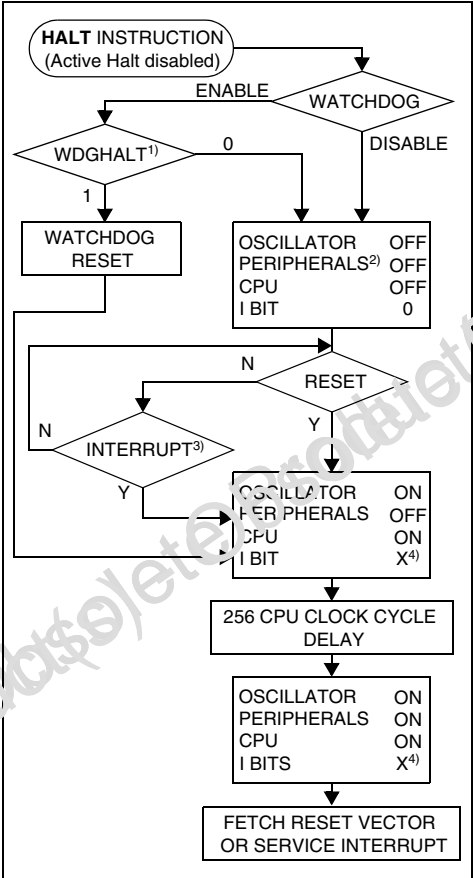 HALT INSTRUCTION
(Active Halt disabled)
WATCHDOG
ENABLE
DISABLE
WDGHALT1)
0
1
WATCHDOG
RESET
OSCILLATOR OFF
PERIPHERALS2) OFF
CPU OFF
I BIT 0
RESET
N
Y
INTERRUPT3)
N
Y
OSCILLATOR ON
PERIPHERALS OFF
CPU ON
I BIT X4)
256 CPU CLOCK CYCLE
DELAY
OSCILLATOR ON
PERIPHERALS ON
CPU ON
I BITS X4)
FETCH RESET VECTOR
OR SERVICE INTERRUPT